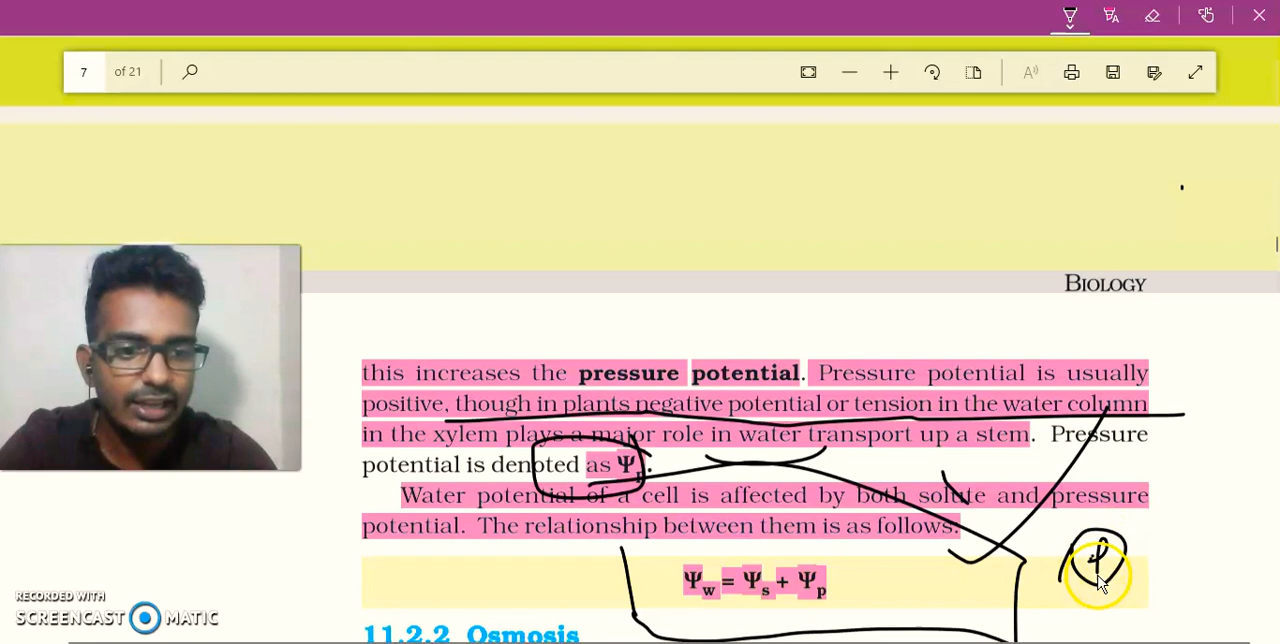 7 of 21
BIOLOGY
this increases the pressure potential. Pressure potential is usually
positive, though in plants negative potential or tension in the water column
in the xylem plays a major role in water transport up a stem. Pressure
potential is denoted as Ψp.
Water potential of a cell is affected by both solute and pressure
potential. The relationship between them is as follows:
Ψ
Ψw = Ψs + Ψp
RECORDED WITH
SCREENCAST MATIC
11.2.2 Osmosis